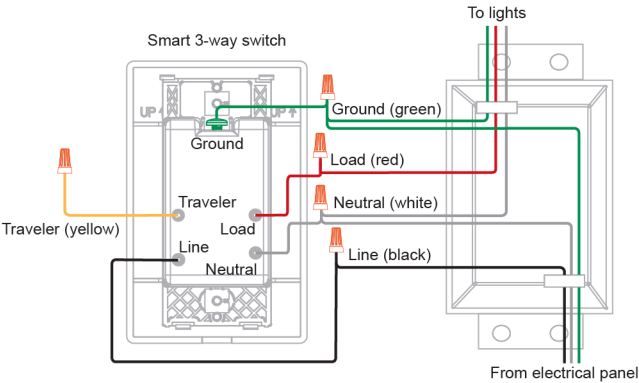 To lights
Smart 3-way switch
UP
UP
Ground (green)
Ground
Load (red)
Traveler
Neutral (white)
Traveler (yellow)
Load
Line
Line (black)
Neutral
From electrical panel